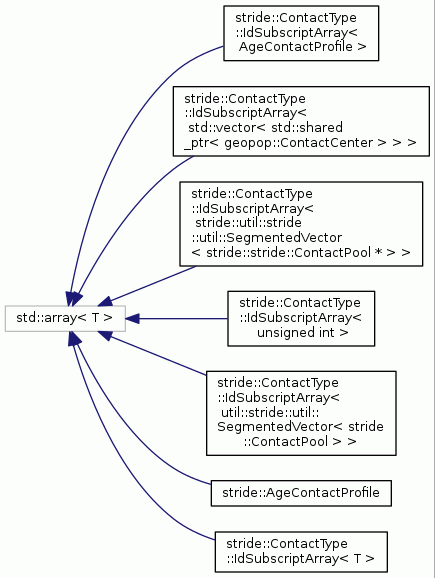 stride::ContactType
::IdSubscriptArray<
AgeContactProfile >
stride::ContactType
::IdSubscriptArray<
std::vector< std::shared
_ptr< geopop::ContactCenter > > >
stride::ContactType
::IdSubscriptArray<
stride::util::stride
::util::SegmentedVector
< stride::stride::ContactPool * > >
std::array< T >
stride::ContactType
::IdSubscriptArray<
unsigned int >
stride::ContactType
::IdSubscriptArray<
util::stride::util::
SegmentedVector< stride
::ContactPool > >
stride::AgeContactProfile
stride::ContactType
::IdSubscriptArray< T >